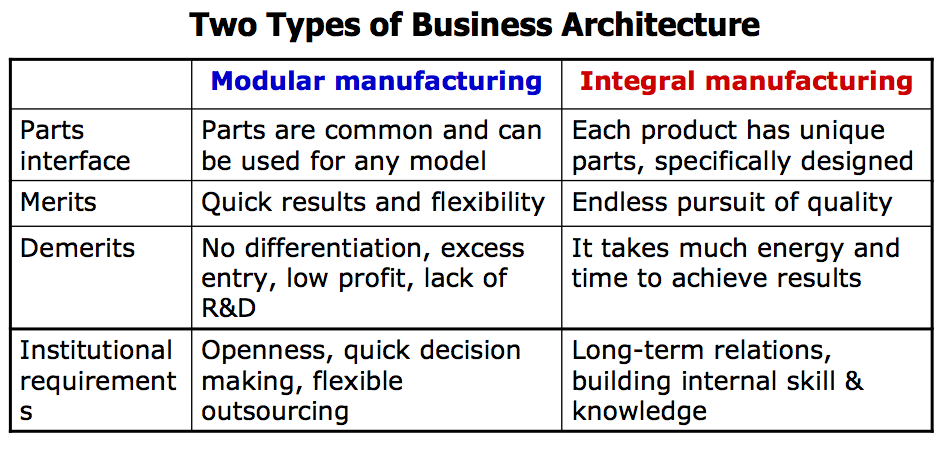 Two Types of Business Architecture
Modular manufacturing
Integral manufacturing
Parts
interface
Parts are common and can
be used for any model
Each product has unique
parts, specifically designed
Merits
Quick results and flexibility
Endless pursuit of quality
Demerits
No differentiation, excess
entry, low profit, lack of
R&D
It takes much energy and
time to achieve results
Institutional
requirement
s
Openness, quick decision
making, flexible
outsourcing
Long-term relations,
building internal skill &
knowledge